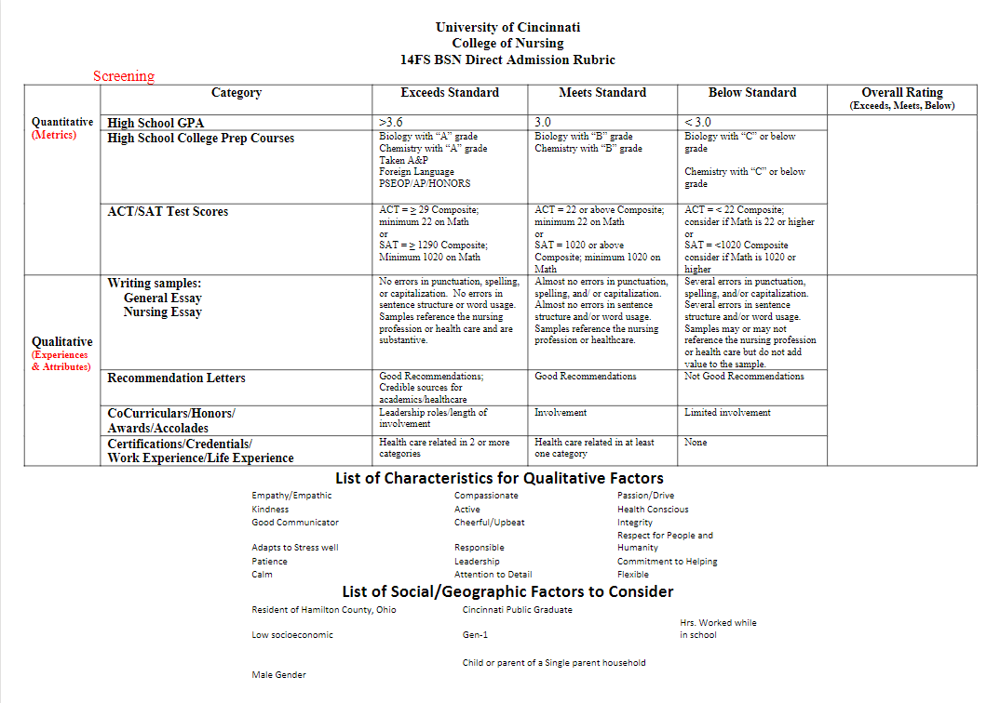 University of Cincinnati
College of Nursing
14FS BSN Direct Admission Rubric
Screening
Category
Exceeds Standard
Meets Standard
Below Standard
Overall Rating
(Exceeds, Meets, Below)
Quantitative
(Metrics)
High School GPA
>3.6
3.0
< 3.0
High School College Prep Courses
Biology with “A” grade
Chemistry with “A” grade
Taken A&P
Foreign Language
PSEOP/AP/HONORS
Biology with “B” grade
Chemistry with “B” grade
Biology with “C” or below
grade
Chemistry with “C” or below
grade
ACT/SAT Test Scores
ACT = ≥ 29 Composite;
minimum 22 on Math
or
SAT = ≥ 1290 Composite;
Minimum 1020 on Math
ACT = 22 or above Composite;
minimum 22 on Math
or
SAT = 1020 or above
Composite; minimum 1020 on
Math
ACT = < 22 Composite;
consider if Math is 22 or higher
or
SAT = <1020 Composite
consider if Math is 1020 or
higher
Qualitative
(Experiences
& Attributes)
Writing samples:
General Essay
Nursing Essay
No errors in punctuation, spelling,
or capitalization. No errors in
sentence structure or word usage.
Samples reference the nursing
profession or health care and are
substantive.
Almost no errors in punctuation,
spelling, and/ or capitalization.
Almost no errors in sentence
structure and/or word usage.
Samples reference the nursing
profession or healthcare.
Several errors in punctuation,
spelling, and/or capitalization.
Several errors in sentence
structure and/or word usage.
Samples may or may not
reference the nursing profession
or health care but do not add
value to the sample.
Recommendation Letters
Good Recommendations;
Credible sources for
academics/healthcare
Good Recommendations
Not Good Recommendations
CoCurriculars/Honors/
Awards/Accolades
Leadership roles/length of
involvement
Involvement
Limited involvement
Certifications/Credentials/
Work Experience/Life Experience
Health care related in 2 or more
categories
Health care related in at least
one category
None
List of Characteristics for Qualitative Factors
Empathy/Empathic
Compassionate
Passion/Drive
Kindness
Active
Health Conscious
Good Communicator
Cheerful/Upbeat
Integrity
Adapts to Stress well
Responsible
Respect for People and
Humanity
Patience
Leadership
Commitment to Helping
Calm
Attention to Detail
Flexible
List of Social/Geographic Factors to Consider
Resident of Hamilton County, Ohio
Cincinnati Public Graduate
Low socioeconomic
Gen-1
Hrs. Worked while
in school
Child or parent of a Single parent household
Male Gender